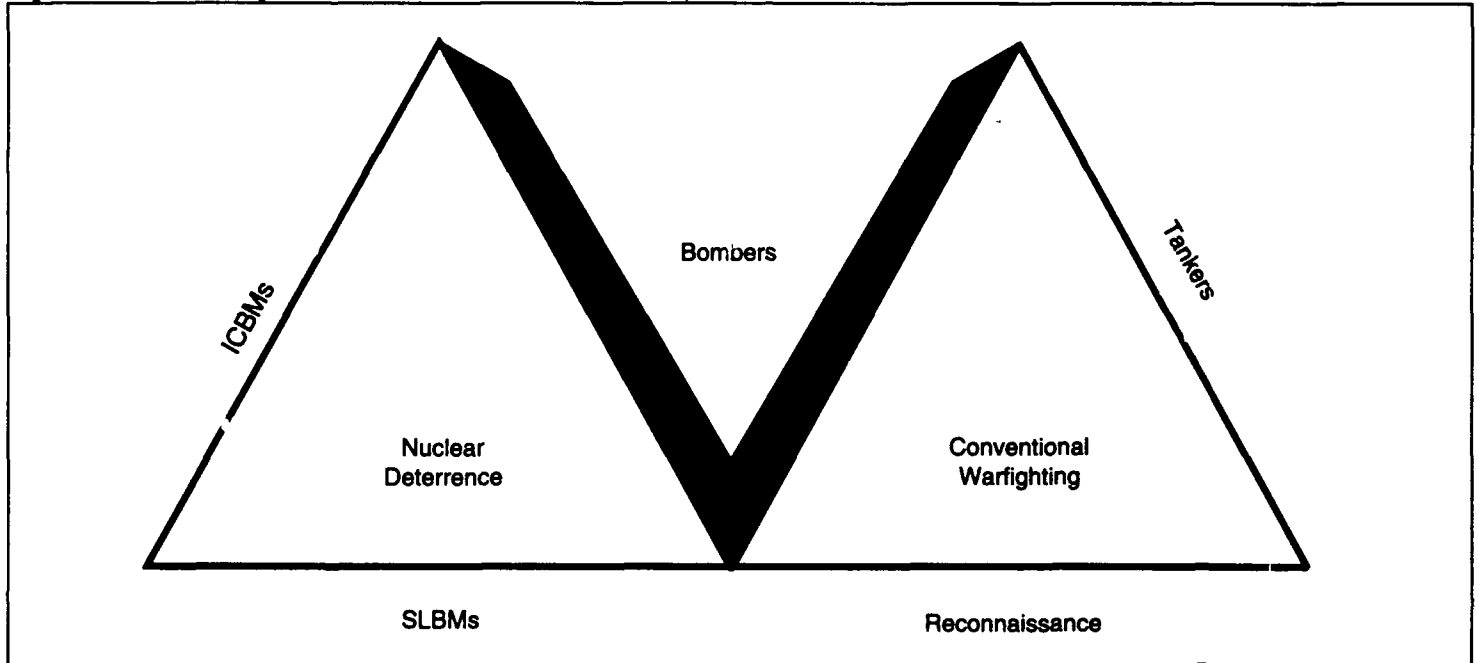 Bombers
Tankers
ICBMs
Nuclear
Deterrence
Conventional
Warfighting
SLBMs
Reconnaissance